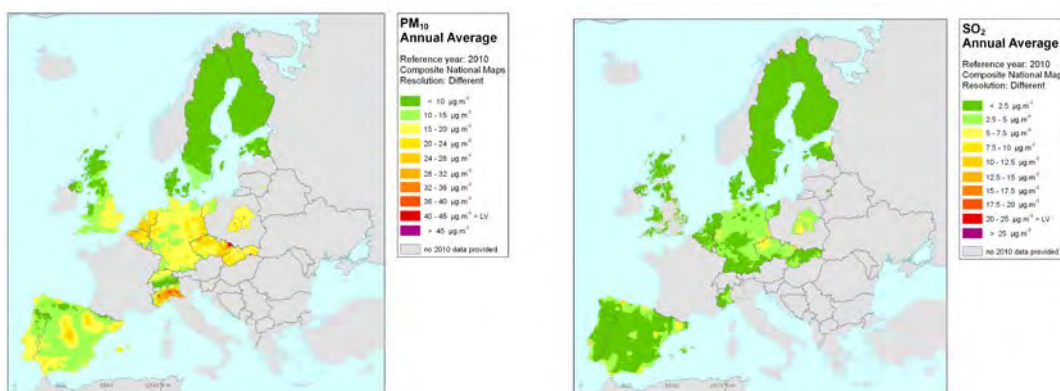 PM10
Annual Average
Reference year: 2010
Composite National Maps
Resolution: Different
< 10 µg.m-3
10 - 15 µg.m-3
15 - 20 µg.m-3
20 - 24 µg.m-3
24 - 28 µg.m-3
28 - 32 µg.m-3
32 - 36 µg.m-3
36 - 40 µg.m-3
40 - 45 µg.m-3 > LV
> 45 µg.m-3
no 2010 data provided
SO2
Annual Average
Reference year: 2010
Composite National Map
Resolution: Different
< 2.5 µg.m-3
2.5 - 5 µg.m-3
5 - 7.5 µg.m-3
7.5 - 10 µg.m-3
10 - 12.5 µg.m-3
12.5 - 15 µg.m-3
15 - 17.5 µg.m-3
17.5 - 20 µg.m-3
20 - 25 µg.m-3 > LV
> 25 µg.m-3
no 2010 data provided